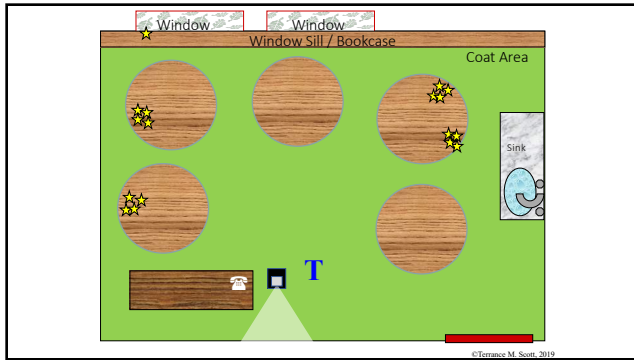 Window Window
Window Sill / Bookcase
Coat Area
Sink
T
©Terrance M. Scott, 2019